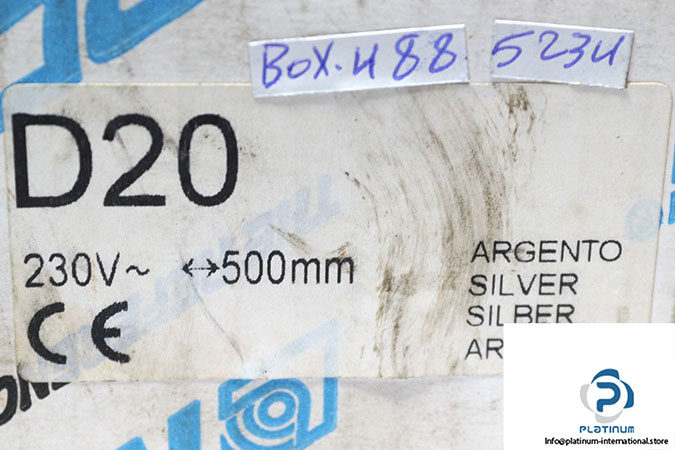 BOX.488. 5234
D20
230V~ ↔500mm
ARGENTO
SILVER
SILBER
CE
PLATINUM
Info@platinum-international.store